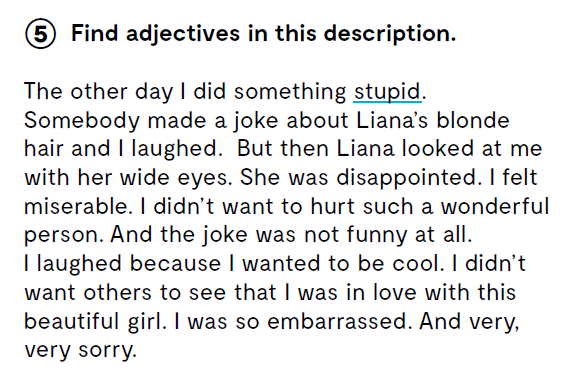 5 Find adjectives in this description.
The other day I did something stupid.
Somebody made a joke about Liana's blonde
hair and I laughed.  But then Liana looked at me
with her wide eyes. She was disappointed. I felt
miserable. I didn't want to hurt such a wonderful
person. And the joke was not funny at all.
I laughed because I wanted to be cool. I didn't
want others to see that I was in love with this
beautiful girl. I was so embarrassed. And very,
very sorry.